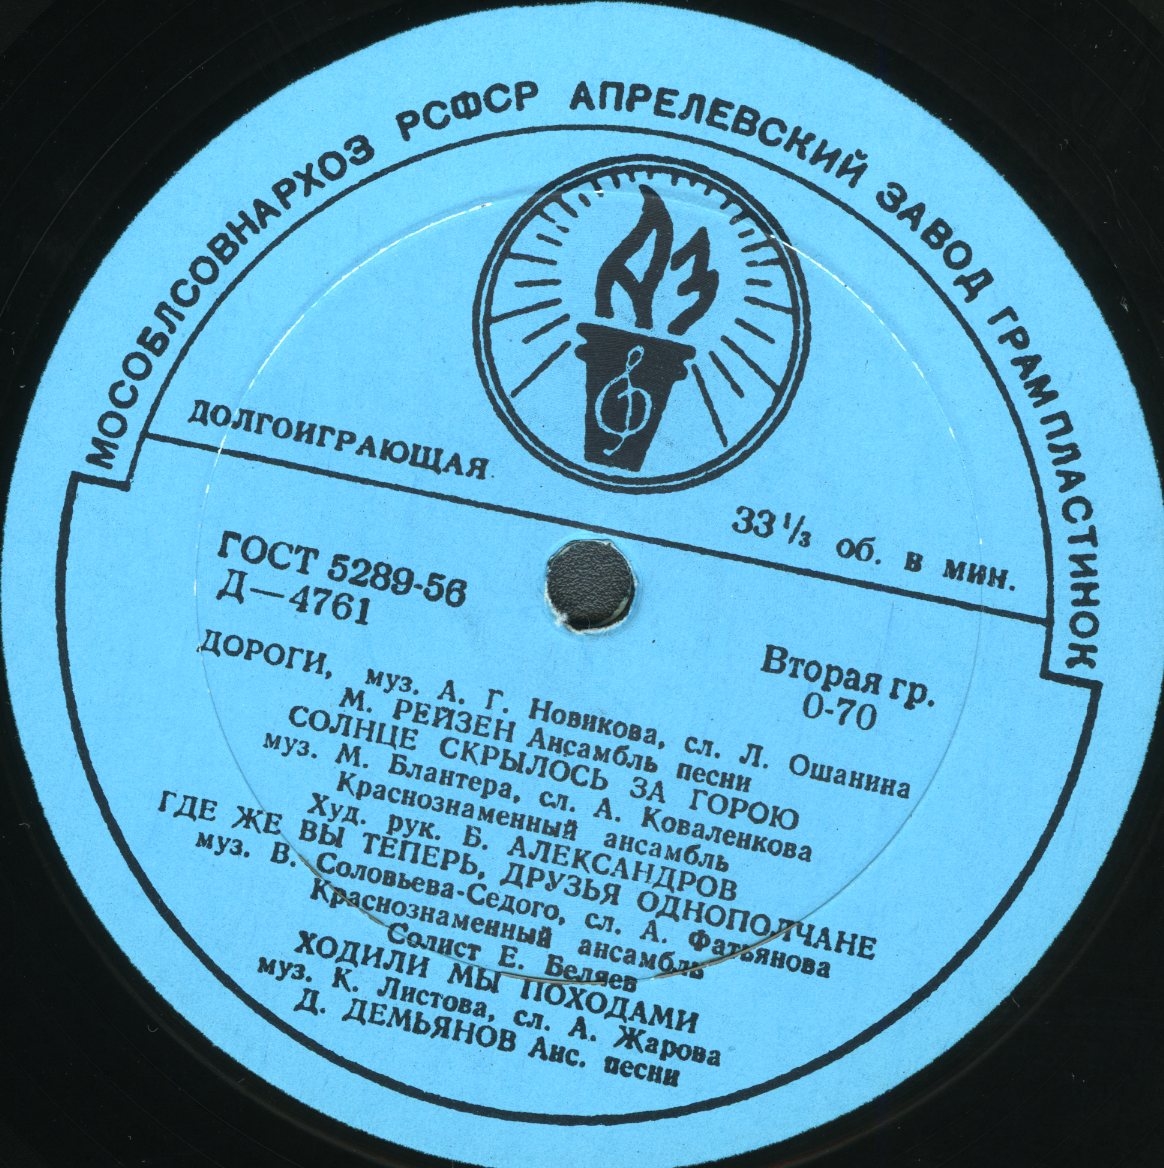 МОСОБЛСОВНАРХОЗ РСФСР АПРЕЛЕВСКИЙ ЗАВОД ГРАМПЛАСТИНОК
АЗ
ДОЛГОИГРАЮЩАЯ
33 1/3 об. в мин.
ГОСТ 5289-56
Д—4761
Вторая гр.
0-70
ДОРОГИ, муз. А. Г. Новикова, сл. Л. Ошанина
М. РЕЙЗЕН Ансамбль песни
СОЛНЦЕ СКРЫЛОСЬ ЗА ГОРОЮ
муз. М. Блантера, сл. А. Коваленкова
Краснознаменный ансамбль
Худ. рук. Б. АЛЕКСАНДРОВ
ГДЕ ЖЕ ВЫ ТЕПЕРЬ, ДРУЗЬЯ ОДНОПОЛЧАНЕ
муз. В. Соловьева-Седого, сл. А. Фатьянова
Краснознаменный ансамбль
Солист Е. Беляев
ХОДИЛИ МЫ ПОХОДАМИ
муз. К. Листова, сл. А. Жарова
Д. ДЕМЬЯНОВ Анс. песни